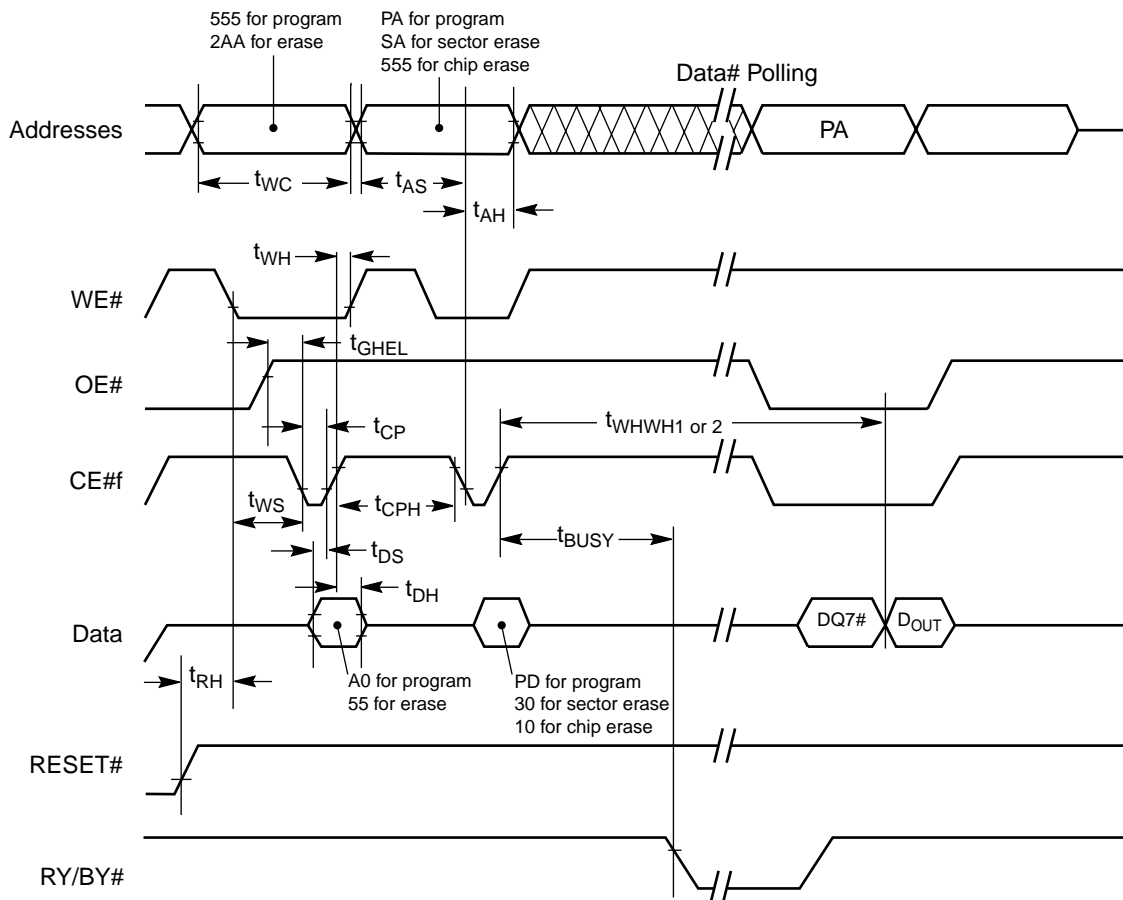 555 for program
2AA for erase
PA for program
SA for sector erase
555 for chip erase
Data# Polling
Addresses
PA
tWC
tAS
tAH
tWH
WE#
tGHEL
OE#
tWHWH1 or 2
tCP
CE#f
tWS
tCPH
tBUSY
tDS
tDH
Data
DQ7#
DOUT
tRH
A0 for program
55 for erase
PD for program
30 for sector erase
10 for chip erase
RESET#
RY/BY#